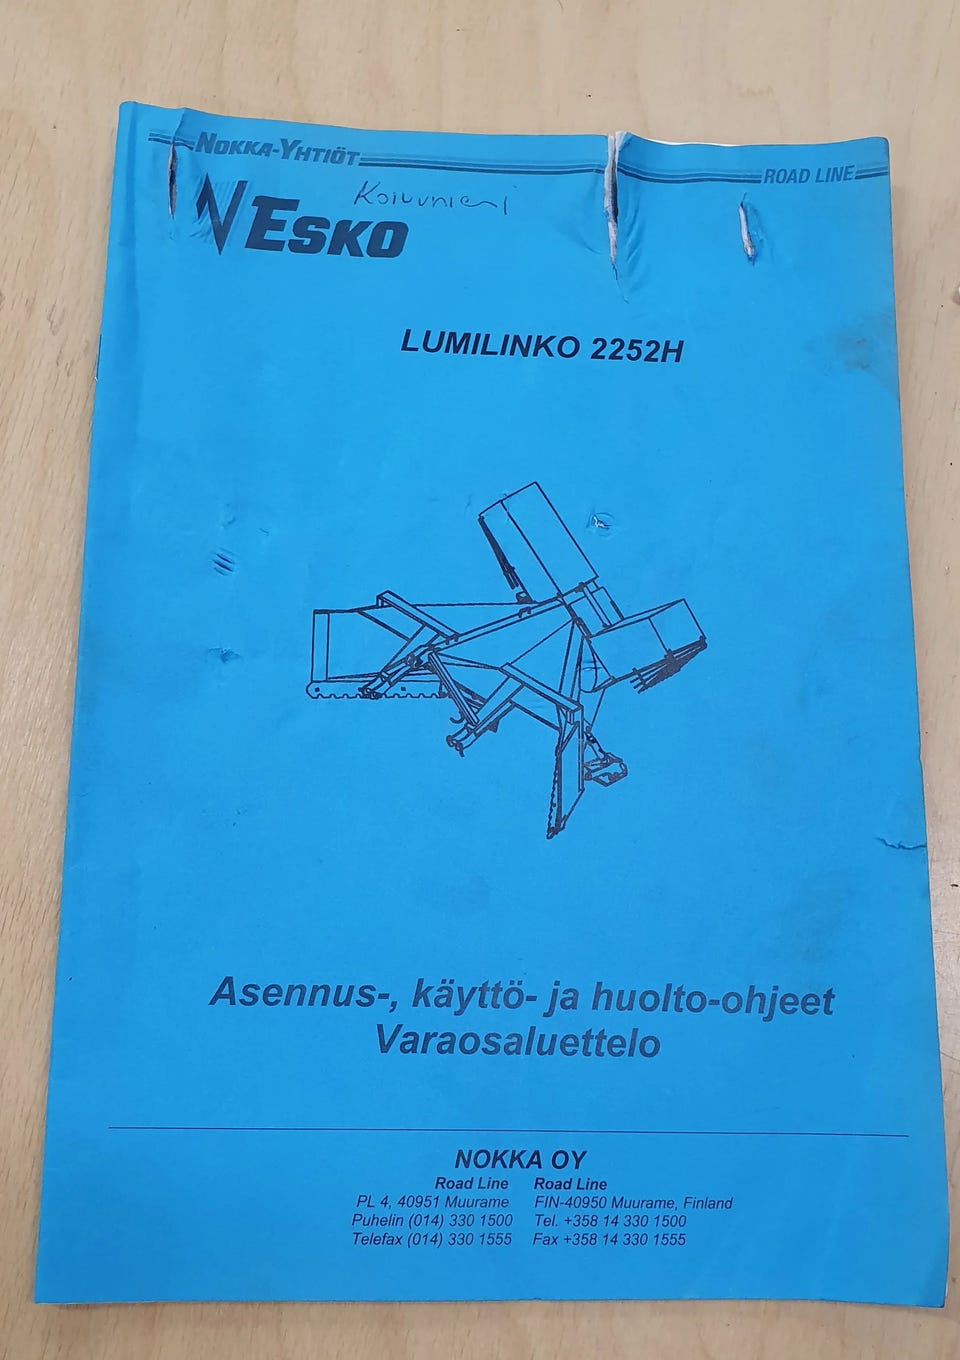 NOKKA-YHTIÖT
ROAD LINE
Koivuniemi
ESKO
LUMILINKO 2252H
Asennus-, käyttö- ja huolto-ohjeet
Varaosaluettelo
NOKKA OY
Road Line Road Line
PL 4, 40951 Muurame FIN-40950 Muurame, Finland
Puhelin (014) 330 1500 Tel. +358 14 330 1500
Telefax (014) 330 1555 Fax +358 14 330 1555